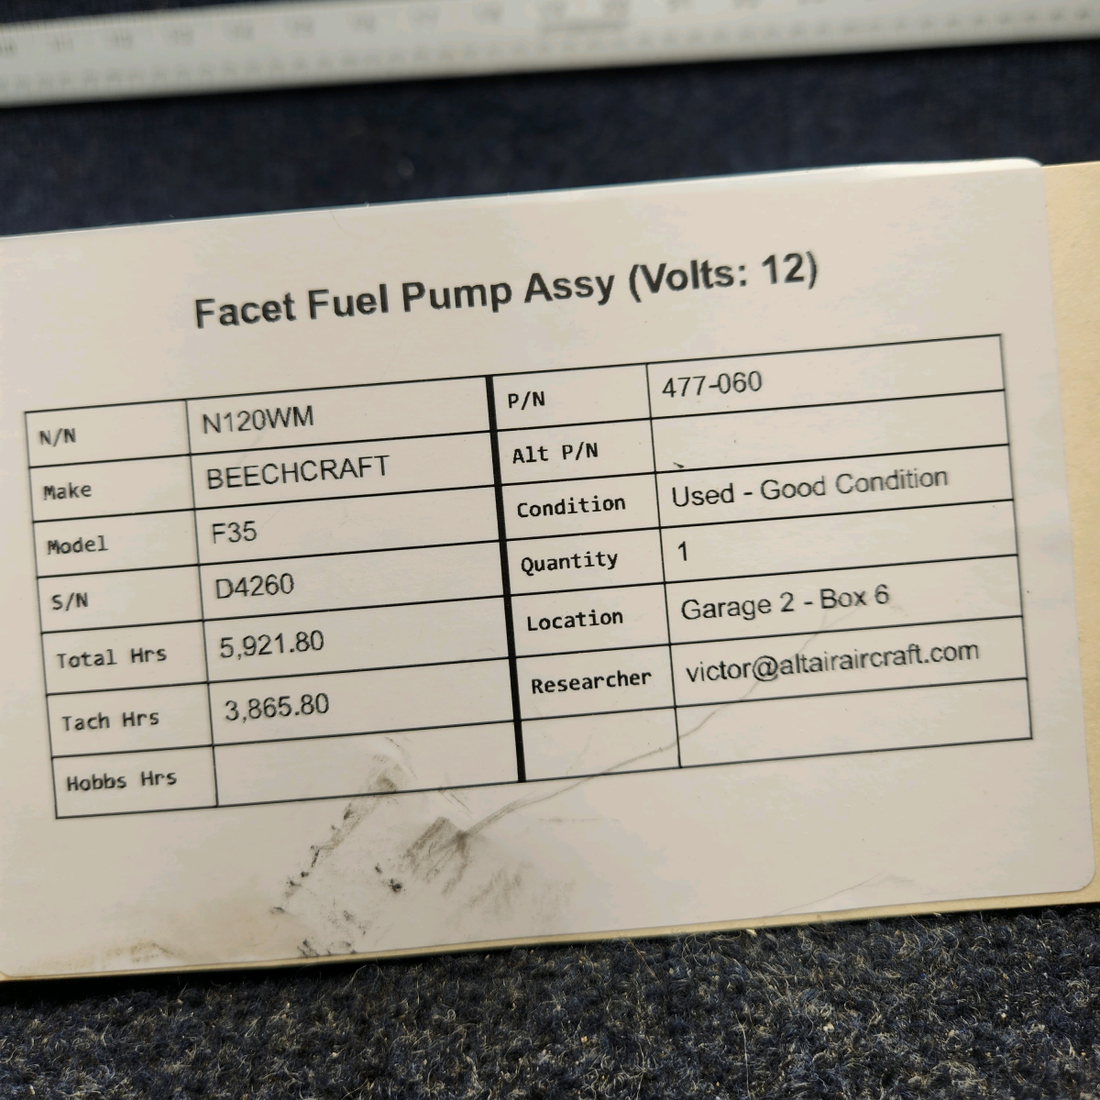 Facet Fuel Pump Assy (Volts: 12)
N/N N120WM P/N 477-060
Make BEECHCRAFT Alt P/N
Model F35 Condition Used - Good Condition
S/N D4260 Quantity 1
Total Hrs 5,921.80 Location Garage 2 - Box 6
Tach Hrs 3,865.80 Researcher victor@altairaircraft.com
Hobbs Hrs